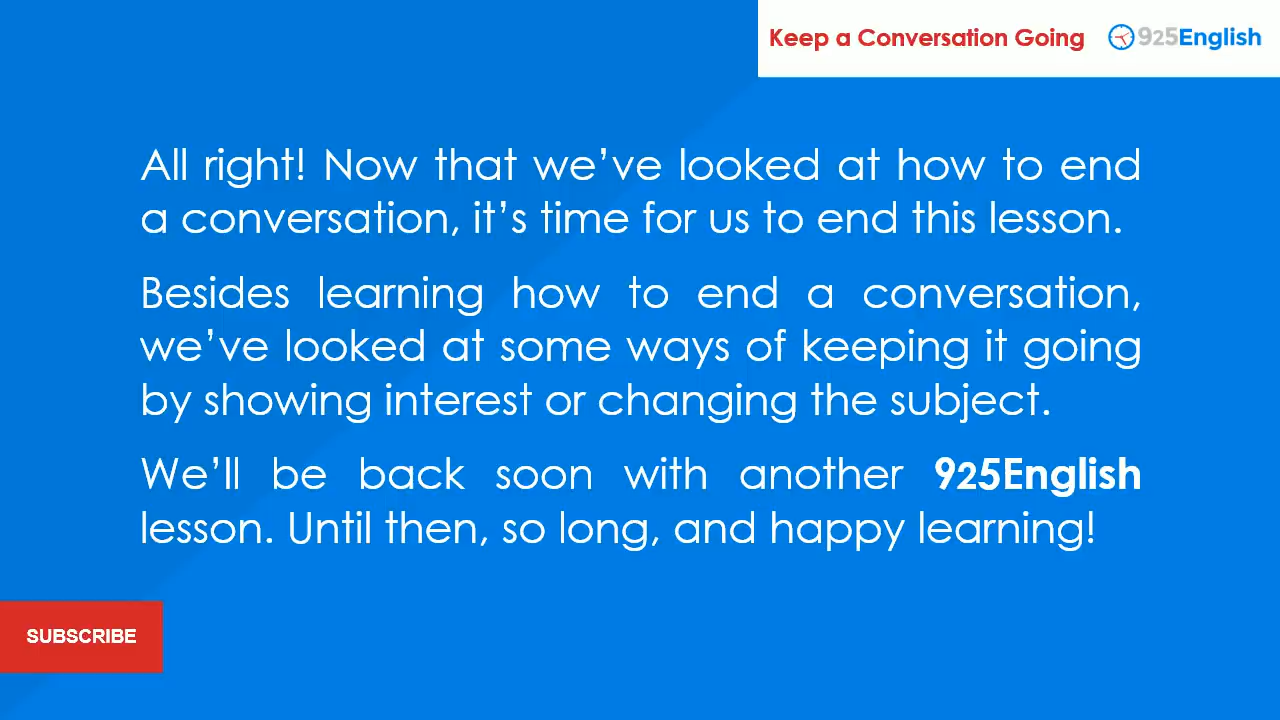 Keep a Conversation Going 925English
All right! Now that we’ve looked at how to end
a conversation, it’s time for us to end this lesson.
Besides learning how to end a conversation,
we’ve looked at some ways of keeping it going
by showing interest or changing the subject.
We’ll be back soon with another 925English
lesson. Until then, so long, and happy learning!
SUBSCRIBE